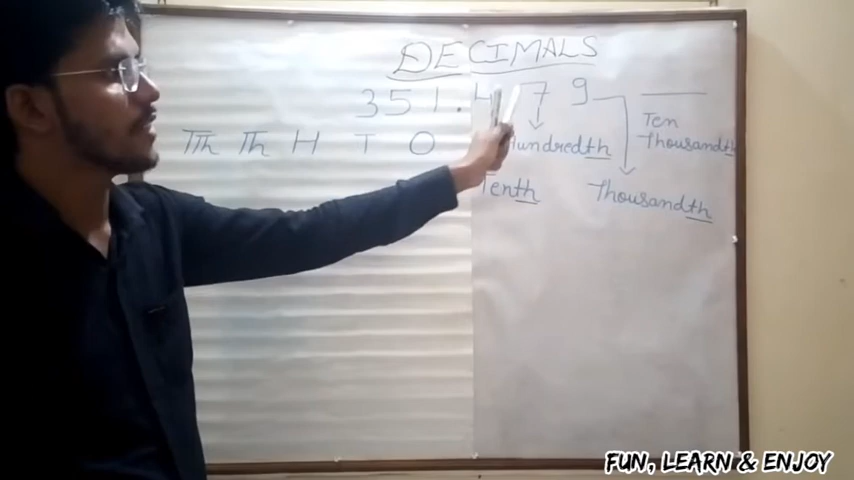 DECIMALS
351.479
TTh Th H T O Hundredth Ten Thousandth
Tenth Thousandth
FUN, LEARN & ENJOY